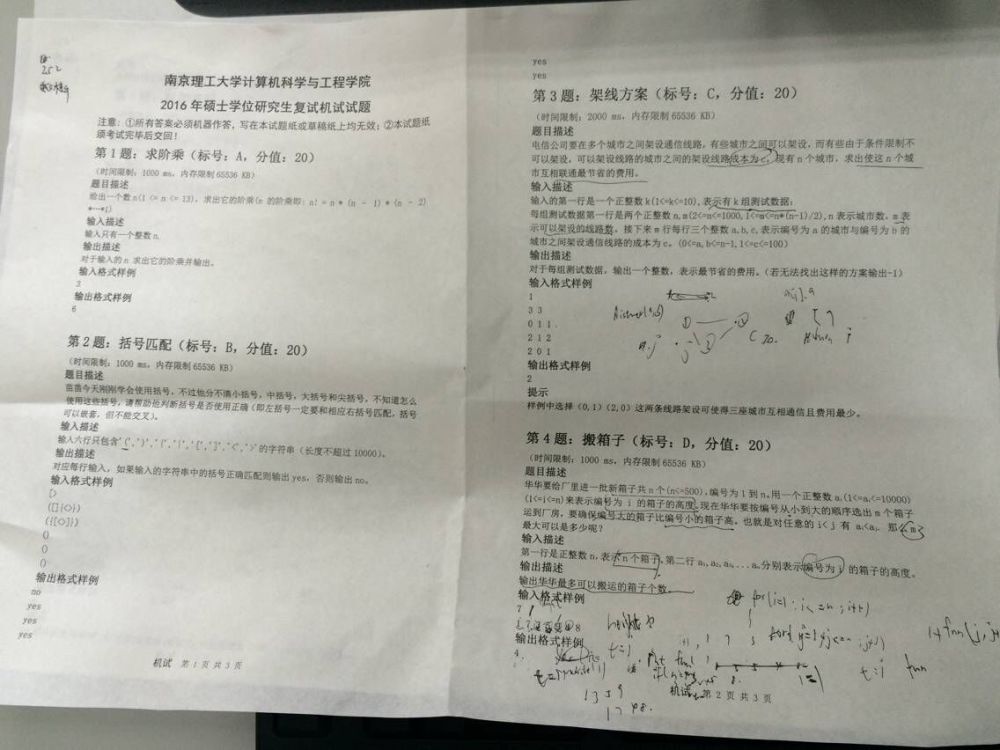 252
南京理工大学计算机科学与工程学院
2016 年硕士学位研究生复试机试试题
注意：①所有答案必须机器作答，写在本试题纸或草稿纸上均无效；②本试题纸
须考试完毕后交回！
第 1 题：求阶乘（标号：A，分值：20）
（时间限制：1000 ms，内存限制 65536 KB）
题目描述
给出一个数 n(1 <= n <= 13)，求出它的阶乘(n 的阶乘即：n! = n * (n - 1) * (n - 2)
*…*1)
输入描述
输入只有一个整数 n。
输出描述
对于输入的 n 求出它的阶乘并输出。
输入格式样例
3
输出格式样例
6
第 2 题：括号匹配（标号：B，分值：20）
（时间限制：1000 ms，内存限制 65536 KB）
题目描述
苗苗今天刚刚学会使用括号，不过他分不清小括号，中括号，大括号和尖括号，不知道怎么
使用这些括号，请帮助他判断括号是否使用正确（即左括号一定要和相应右括号匹配，括号
可以嵌套，但不能交叉）。
输入描述
输入六行只包含'(',')','{','}','[',']','<','>'的字符串（长度不超过 10000）。
输出描述
对应每行输入，如果输入的字符串中的括号正确匹配则输出 yes，否则输出 no。
输入格式样例
[>
([]{<>})
({[<>]})
()
()
()
输出格式样例
no
yes
yes
yes
机试 第 1 页 共 3 页
yes
yes
第 3 题：架线方案（标号：C，分值：20）
（时间限制：2000 ms，内存限制 65536 KB）
题目描述
电信公司要在多个城市之间架设通信线路，有些城市之间可以架设，而有些由于条件限制不
可以架设，可以架设线路的城市之间的架设线路成本为 c，现有 n 个城市，求出使这 n 个城
市互相联通最节省的费用。
输入描述
输入的第一行是一个正整数 k(1<=k<=10),表示有 k 组测试数据：
每组测试数据第一行是两个正整数 n,m(2<=n<=1000,1<=m<=n*(n-1)/2),n 表示城市数，m 表
示可以架设的线路数。接下来 m 行每行三个整数 a,b,c,表示编号为 a 的城市与编号为 b 的
城市之间架设通信线路的成本为 c。(0<=a,b<=n-1,1<=c<=100)
输出描述
对于每组测试数据，输出一个整数，表示最节省的费用。（若无法找出这样的方案输出-1）
输入格式样例
1
3 3
0 1 1
2 1 2
2 0 1
输出格式样例
2
提示
样例中选择（0,1）（2,0）这两条线路架设可使得三座城市互相通信且费用最少。
第 4 题：搬箱子（标号：D，分值：20）
（时间限制：1000 ms，内存限制 65536 KB）
题目描述
华华要给厂里进一批新箱子共 n 个(n<=500),编号为 1 到 n。用一个正整数 aᵢ(1<=aᵢ<=10000)
(1<=i<=n)来表示编号为 i 的箱子的高度。现在华华要按编号从小到大的顺序选出 m 个箱子
运到厂房，要确保编号大的箱子比编号小的箱子高。也就是对任意的 i< j 有 aᵢ<aⱼ。那么 m
最大可以是多少呢？
输入描述
第一行是正整数 n，表示 n 个箱子。第二行 a₁,a₂,a₃,...aₙ分别表示编号为 i 的箱子的高度。
输出描述
输出华华最多可以搬运的箱子个数。
输入格式样例
7
输出格式样例
4
for(i=1; i<=n; i++)
1 3 5 9
机试 第 2 页 共 3 页